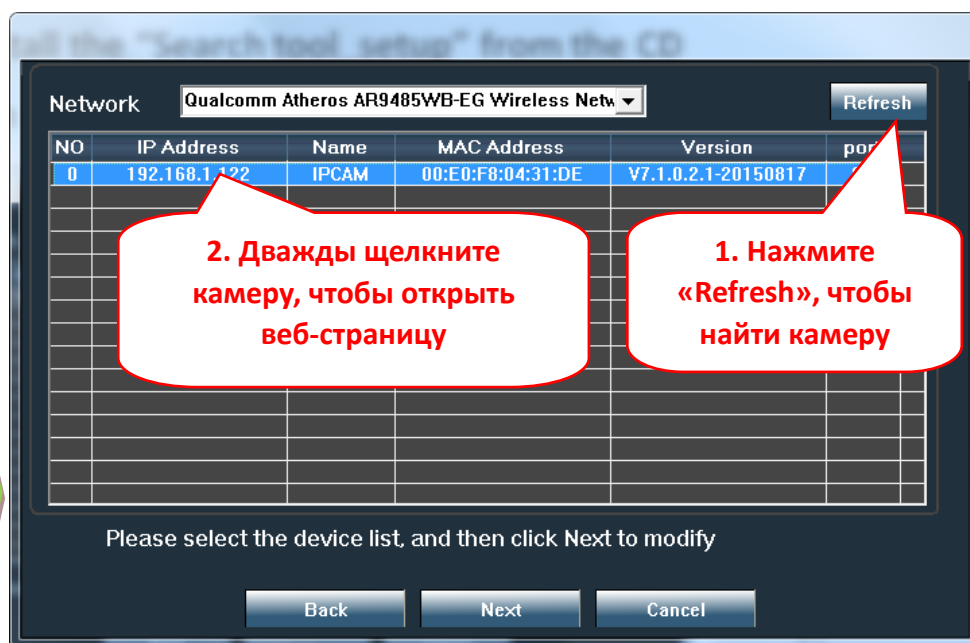 tall the "Search tool setup" from the CD
Network Qualcomm Atheros AR9485WB-EG Wireless Netw Refresh
NO IP Address Name MAC Address Version por
0 192.168.1.122 IPCAM 00:E0:F8:04:31:DE V7.1.0.2.1-20150817
2. Дважды щелкните
камеру, чтобы открыть
веб-страницу
1. Нажмите
«Refresh», чтобы
найти камеру
Please select the device list, and then click Next to modify
Back Next Cancel